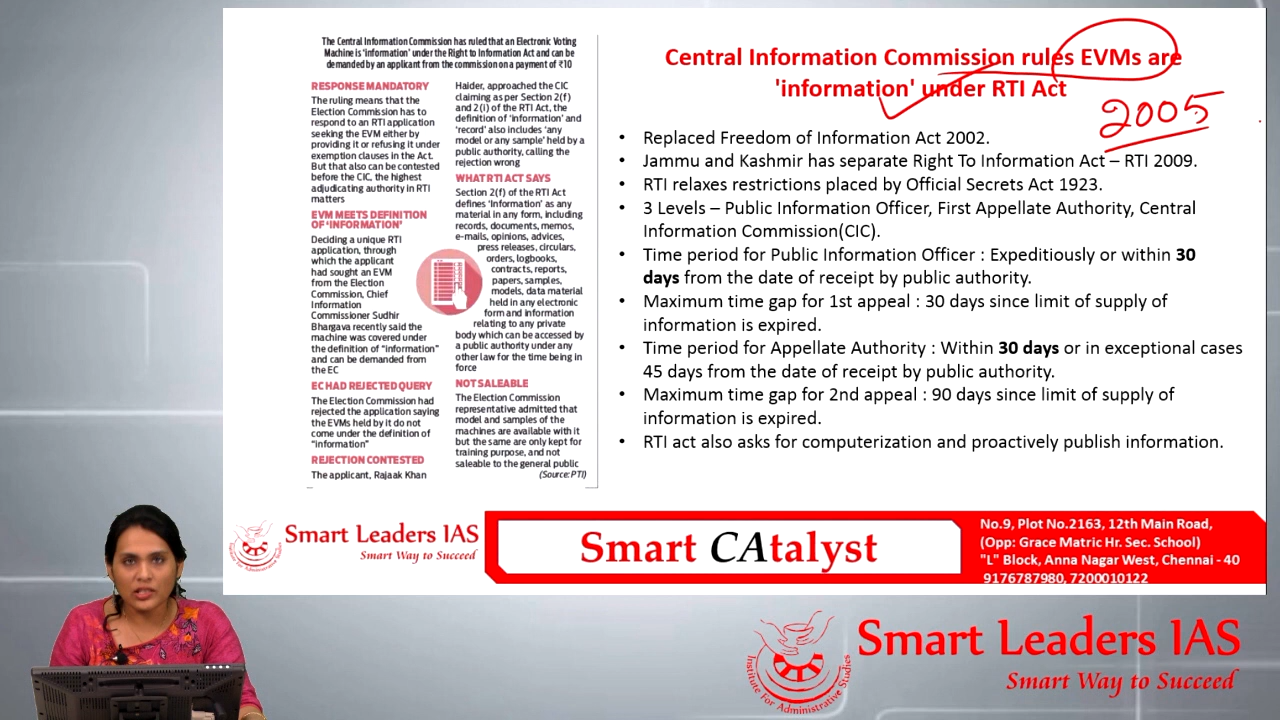 The Central Information Commission has ruled that an Electronic Voting
Machine is 'information' under the Right to Information Act and can be
demanded by an applicant from the commission on a payment of ₹10
RESPONSE MANDATORY
The ruling means that the
Election Commission has to
respond to an RTI application
seeking the EVM either by
providing it or refusing it under
exemption clauses in the Act.
But that also can be contested
before the CIC, the highest
adjudicating authority in RTI
matters
EVM MEETS DEFINITION
OF 'INFORMATION'
Deciding a unique RTI
application, through
which the applicant
had sought an EVM
from the Election
Commission, Chief
Information
Commissioner Sudhir
Bhargava recently said the
machine was covered under
the definition of "information"
and can be demanded from
the EC
EC HAD REJECTED QUERY
The Election Commission had
rejected the application saying
the EVMs held by it do not
come under the definition of
"information"
REJECTION CONTESTED
The applicant, Rajaak Khan
Haider, approached the CIC
claiming as per Section 2(f)
and 2(i) of the RTI Act, the
definition of 'information' and
'record' also includes 'any
model or any sample' held by a
public authority, calling the
rejection wrong
WHAT RTI ACT SAYS
Section 2(f) of the RTI Act
defines 'Information' as any
material in any form, including
records, documents, memos,
e-mails, opinions, advices,
press releases, circulars,
orders, logbooks,
contracts, reports,
papers, samples,
models, data material
held in any electronic
form and information
relating to any private
body which can be accessed by
a public authority under any
other law for the time being in
force
NOT SALEABLE
The Election Commission
representative admitted that
model and samples of the
machines are available with it
but the same are only kept for
training purpose, and not
saleable to the general public
(Source: PTI)
Central Information Commission rules EVMs are
'information' under RTI Act
2005
• Replaced Freedom of Information Act 2002.
• Jammu and Kashmir has separate Right To Information Act – RTI 2009.
• RTI relaxes restrictions placed by Official Secrets Act 1923.
• 3 Levels – Public Information Officer, First Appellate Authority, Central
Information Commission(CIC).
• Time period for Public Information Officer : Expeditiously or within 30
days from the date of receipt by public authority.
• Maximum time gap for 1st appeal : 30 days since limit of supply of
information is expired.
• Time period for Appellate Authority : Within 30 days or in exceptional cases
45 days from the date of receipt by public authority.
• Maximum time gap for 2nd appeal : 90 days since limit of supply of
information is expired.
• RTI act also asks for computerization and proactively publish information.
Smart Leaders IAS
Smart Way to Succeed
Smart CAtalyst
No.9, Plot No.2163, 12th Main Road,
(Opp: Grace Matric Hr. Sec. School)
"L" Block, Anna Nagar West, Chennai - 40
9176787980, 7200010122
Institute For Administrative Studies
Smart Leaders IAS
Smart Way to Succeed